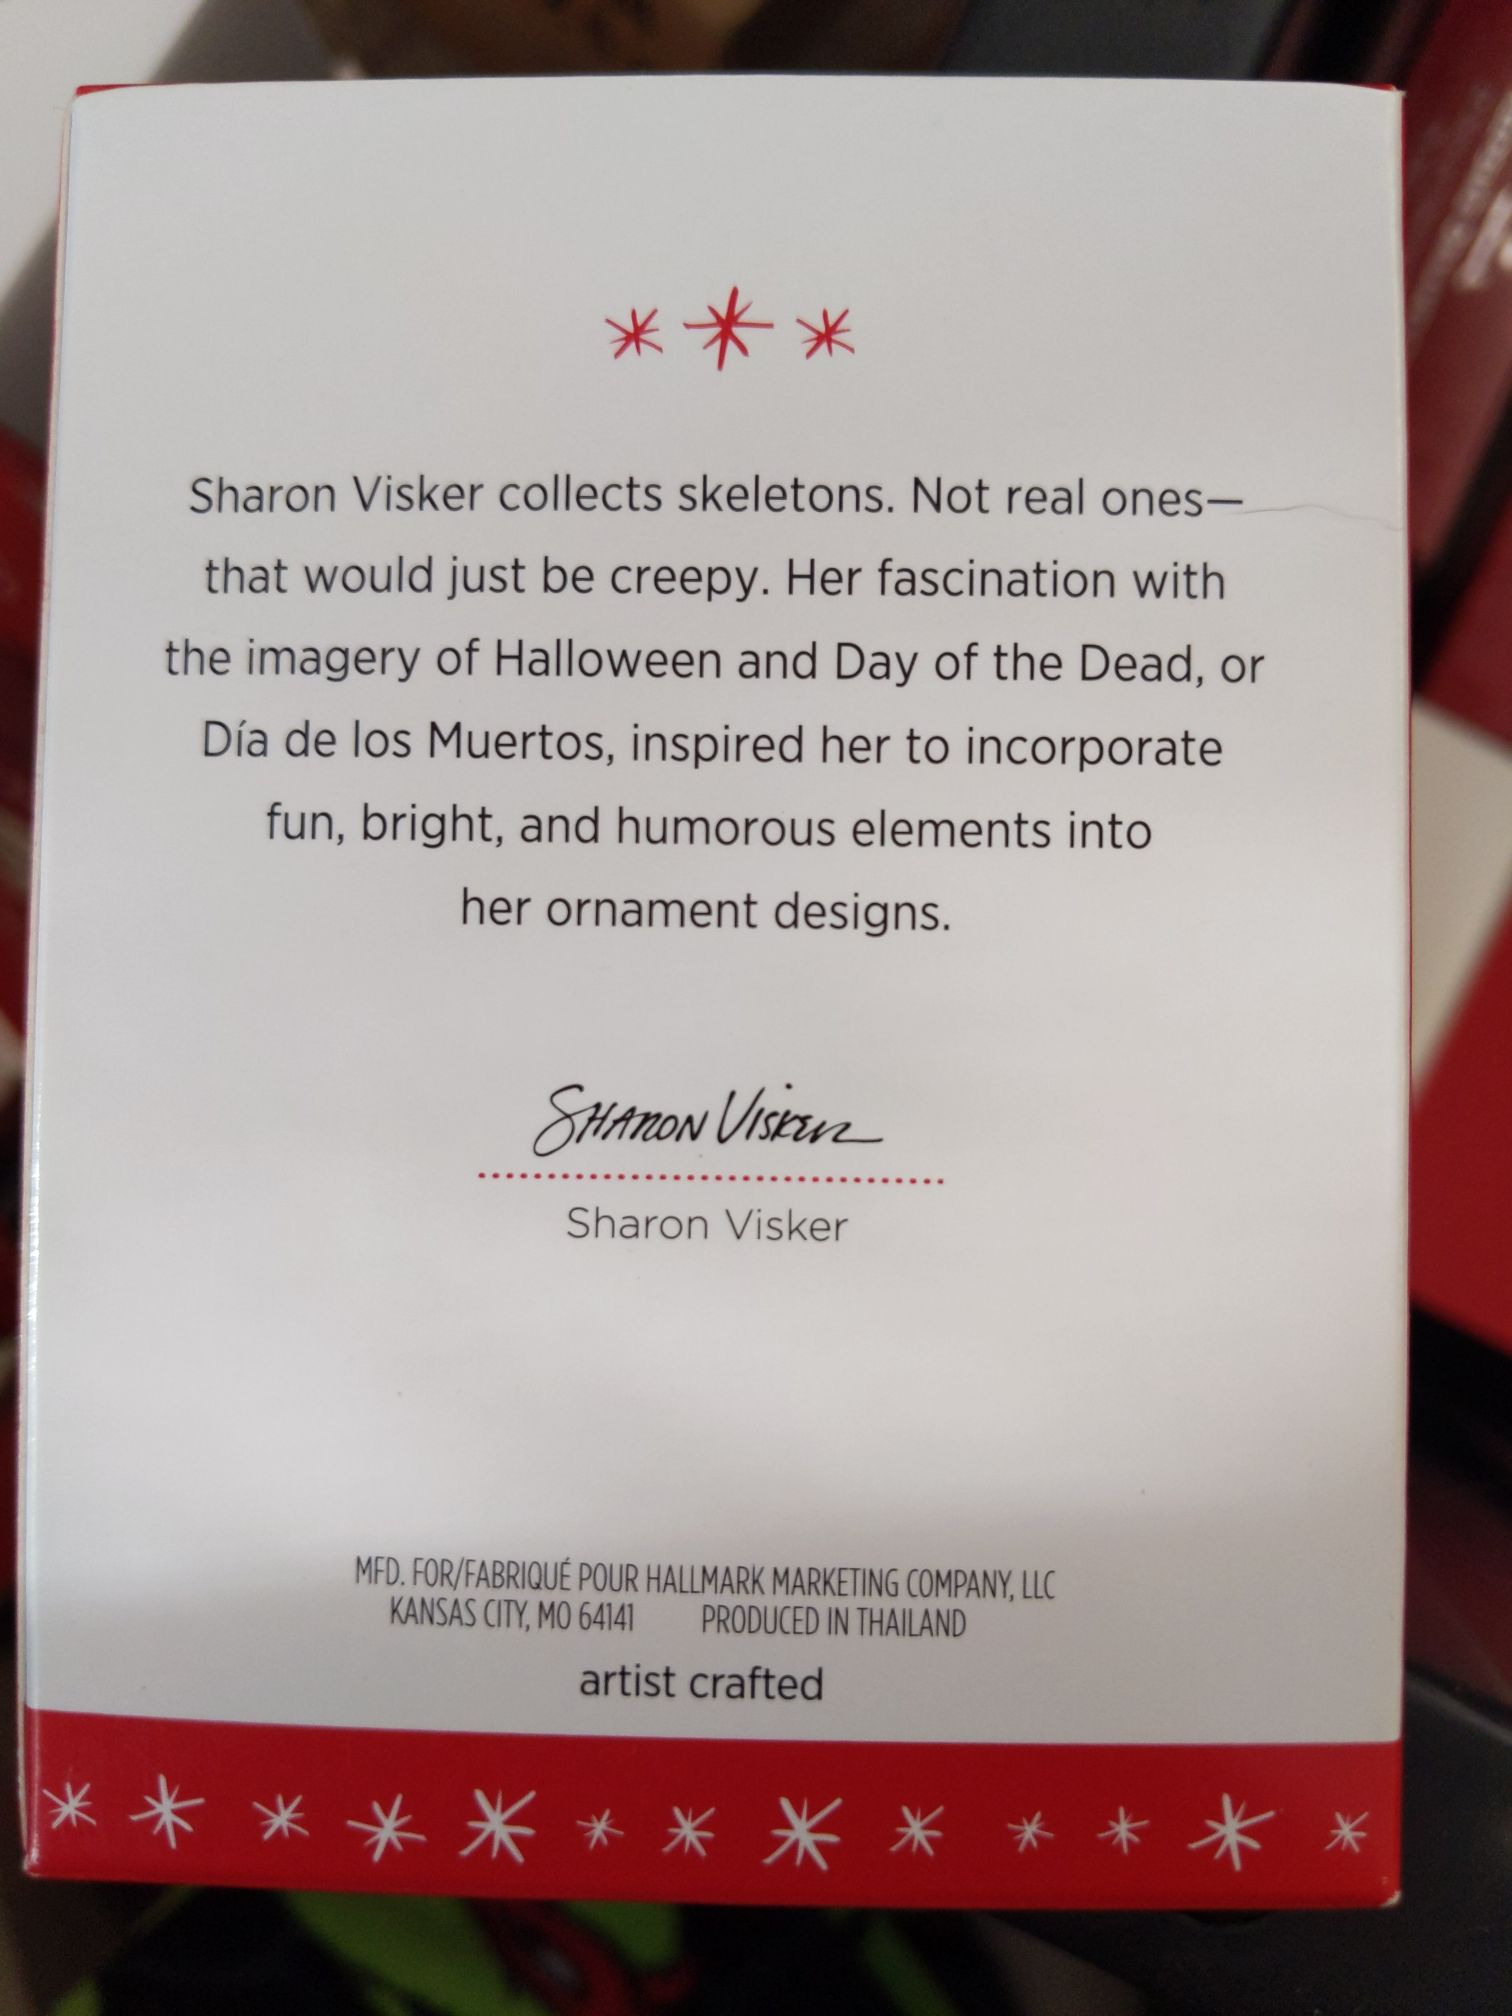 Sharon Visker collects skeletons. Not real ones—
that would just be creepy. Her fascination with
the imagery of Halloween and Day of the Dead, or
Día de los Muertos, inspired her to incorporate
fun, bright, and humorous elements into
her ornament designs.
SHARON VISKER
Sharon Visker
MFD. FOR/FABRIQUÉ POUR HALLMARK MARKETING COMPANY, LLC
KANSAS CITY, MO 64141 PRODUCED IN THAILAND
artist crafted